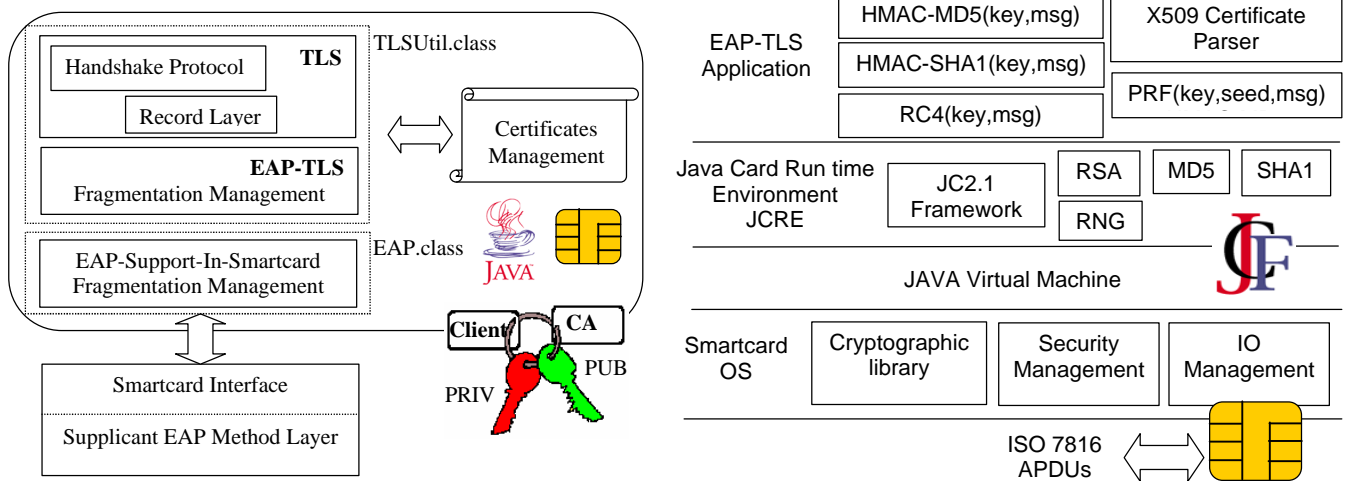 TLS
TLSUtil.class
Handshake Protocol
Record Layer
Certificates
Management
EAP-TLS
Fragmentation Management
EAP.class
JAVA
EAP-Support-In-Smartcard
Fragmentation Management
Client
CA
PUB
PRIV
Smartcard Interface
Supplicant EAP Method Layer
EAP-TLS
Application
HMAC-MD5(key,msg)
X509 Certificate
Parser
HMAC-SHA1(key,msg)
PRF(key,seed,msg)
RC4(key,msg)
Java Card Run time
Environment
JCRE
JC2.1
Framework
RSA
MD5
SHA1
RNG
JCF
JAVA Virtual Machine
Smartcard
OS
Cryptographic
library
Security
Management
IO
Management
ISO 7816
APDUs